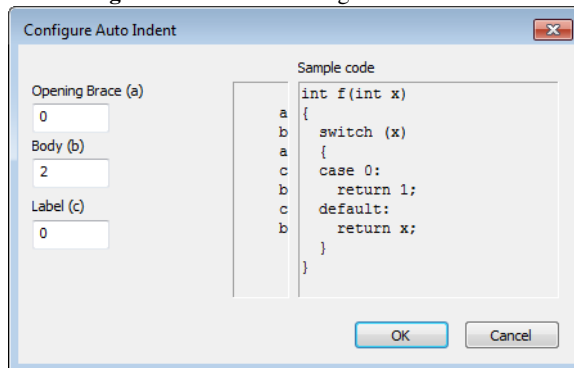 Configure Auto Indent
Sample code
Opening Brace (a)
0
Body (b)
2
Label (c)
0
int f(int x)
a {
b   switch (x)
a   {
c   case 0:
b     return 1;
c   default:
b     return x;
  }
}
OK
Cancel